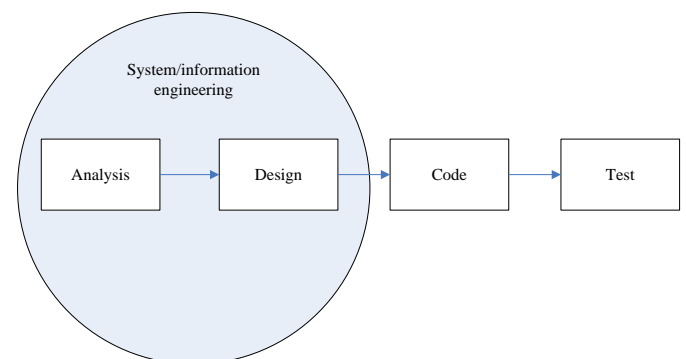 System/information
engineering
Analysis
Design
Code
Test